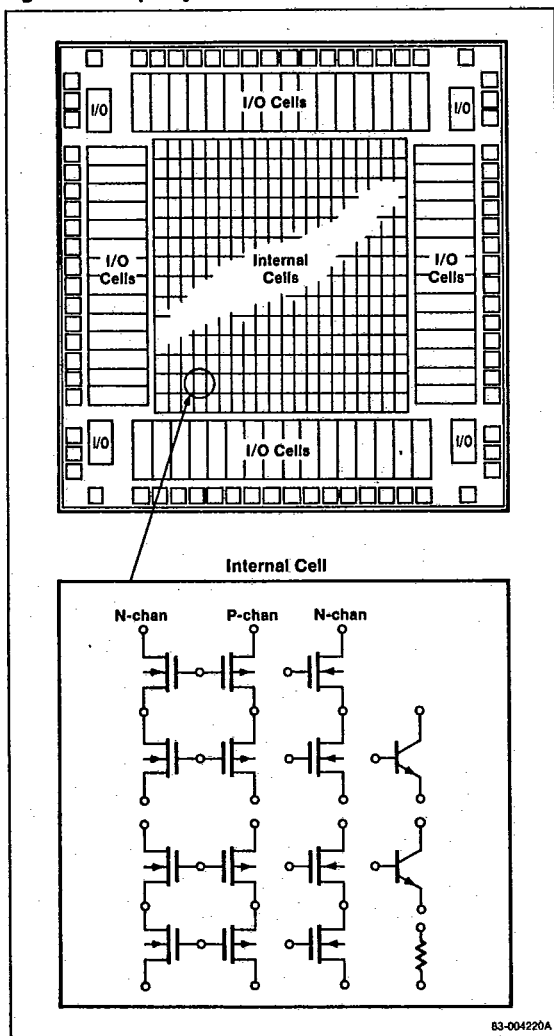 I/O Cells
I/O
I/O
I/O
Cells
Internal
Cells
I/O
Cells
I/O
I/O
I/O Cells
Internal Cell
N-chan P-chan N-chan
83-004220A